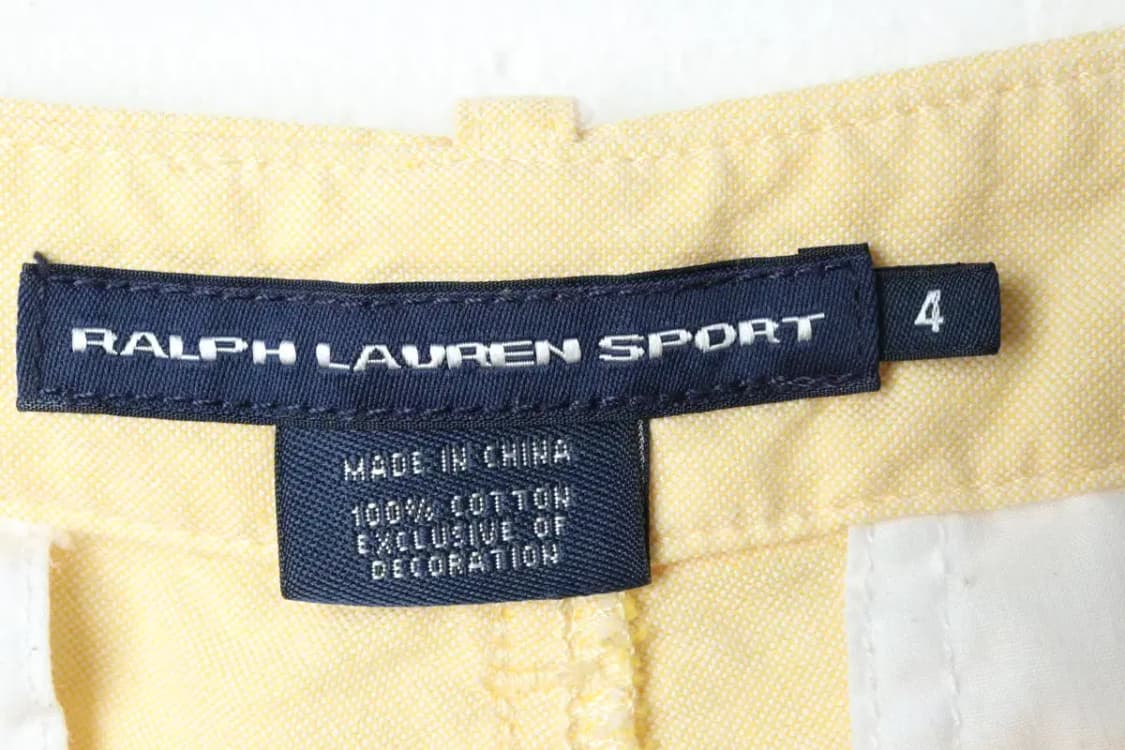 RALPH LAUREN SPORT
4
MADE IN CHINA
100% COTTON
EXCLUSIVE OF
DECORATION